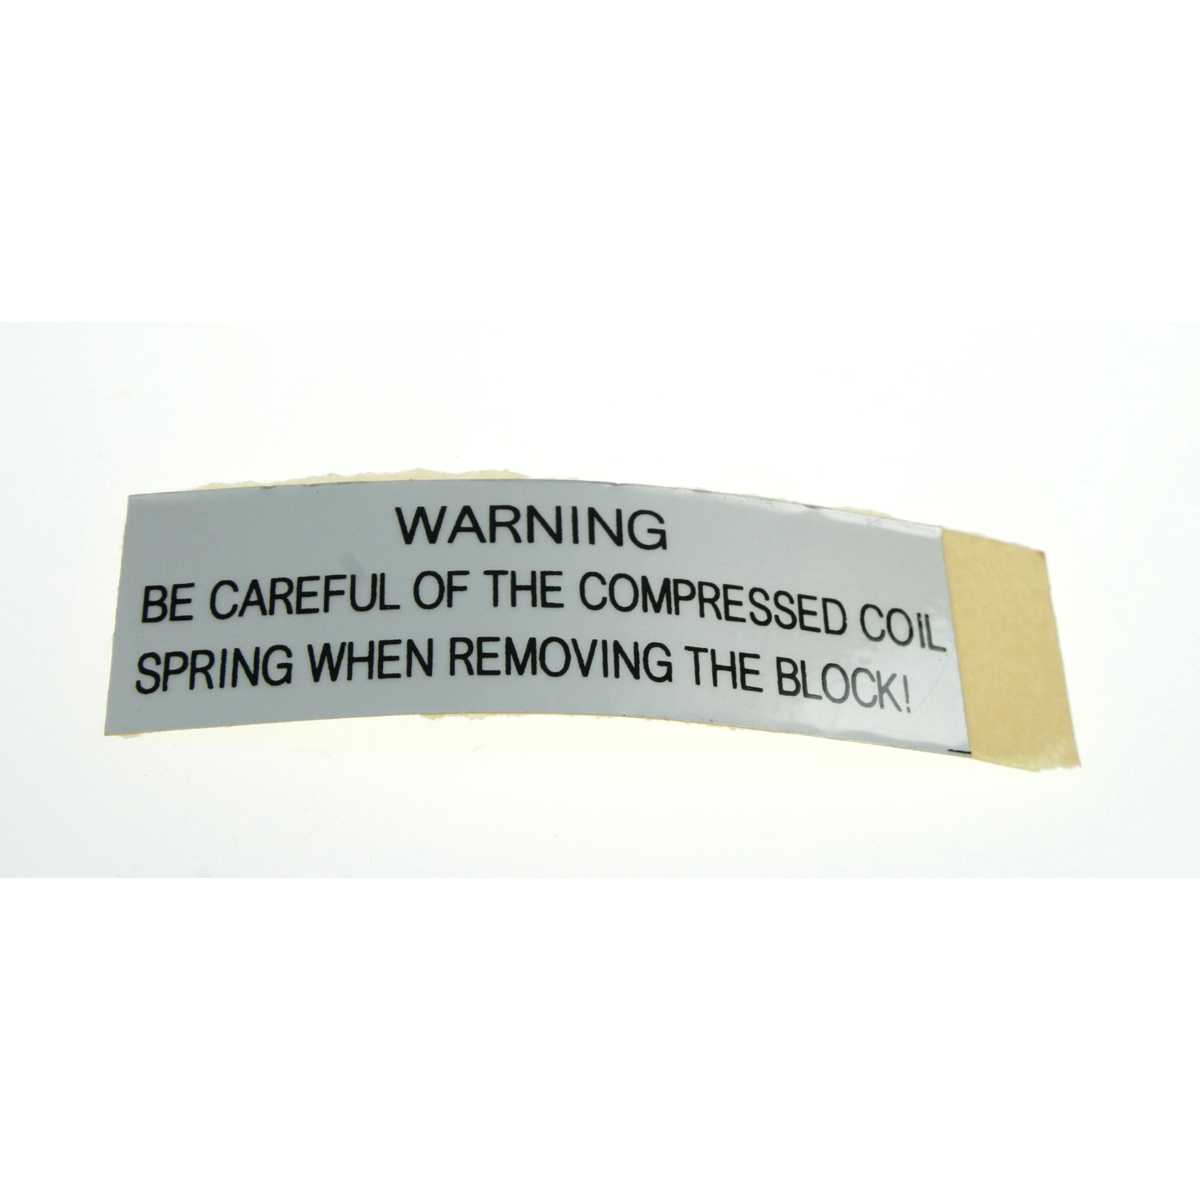 WARNING
BE CAREFUL OF THE COMPRESSED COIL
SPRING WHEN REMOVING THE BLOCK!